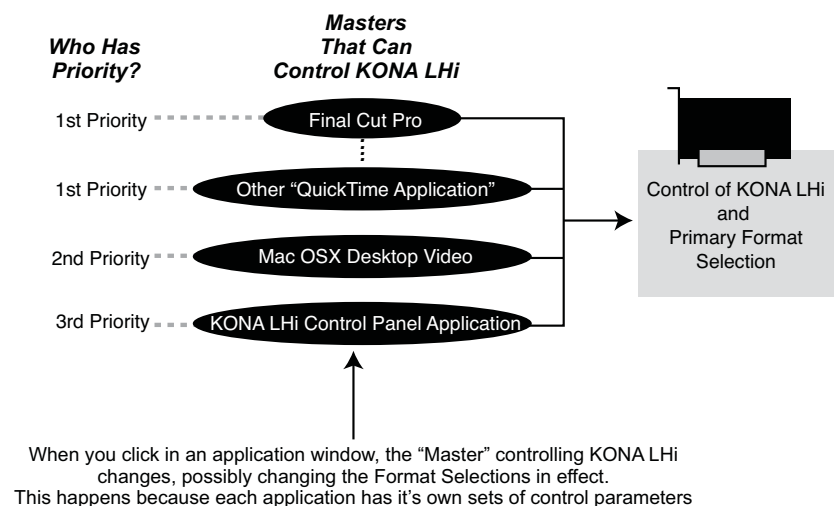 Who Has
Priority?
Masters
That Can
Control KONA LHi
1st Priority
Final Cut Pro
1st Priority
Other “QuickTime Application”
2nd Priority
Mac OSX Desktop Video
3rd Priority
KONA LHi Control Panel Application
Control of KONA LHi
and
Primary Format
Selection
When you click in an application window, the “Master” controlling KONA LHi
changes, possibly changing the Format Selections in effect.
This happens because each application has it’s own sets of control parameters